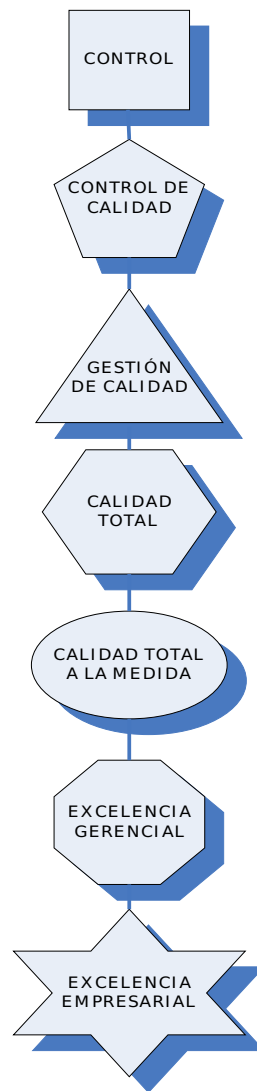 CONTROL
CONTROL DE
CALIDAD
GESTIÓN
DE CALIDAD
CALIDAD
TOTAL
CALIDAD TOTAL
A LA MEDIDA
EXCELENCIA
GERENCIAL
EXCELENCIA
EMPRESARIAL